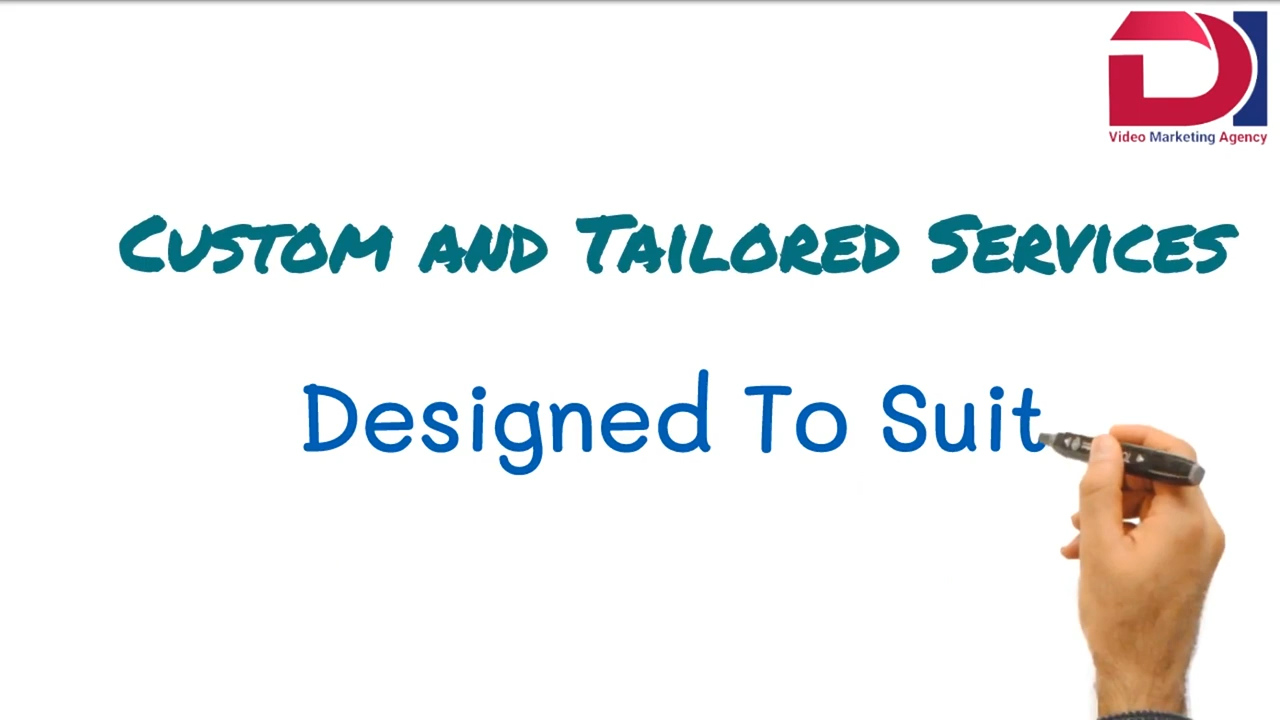 Video Marketing Agency
Custom and Tailored Services
Designed To Suit